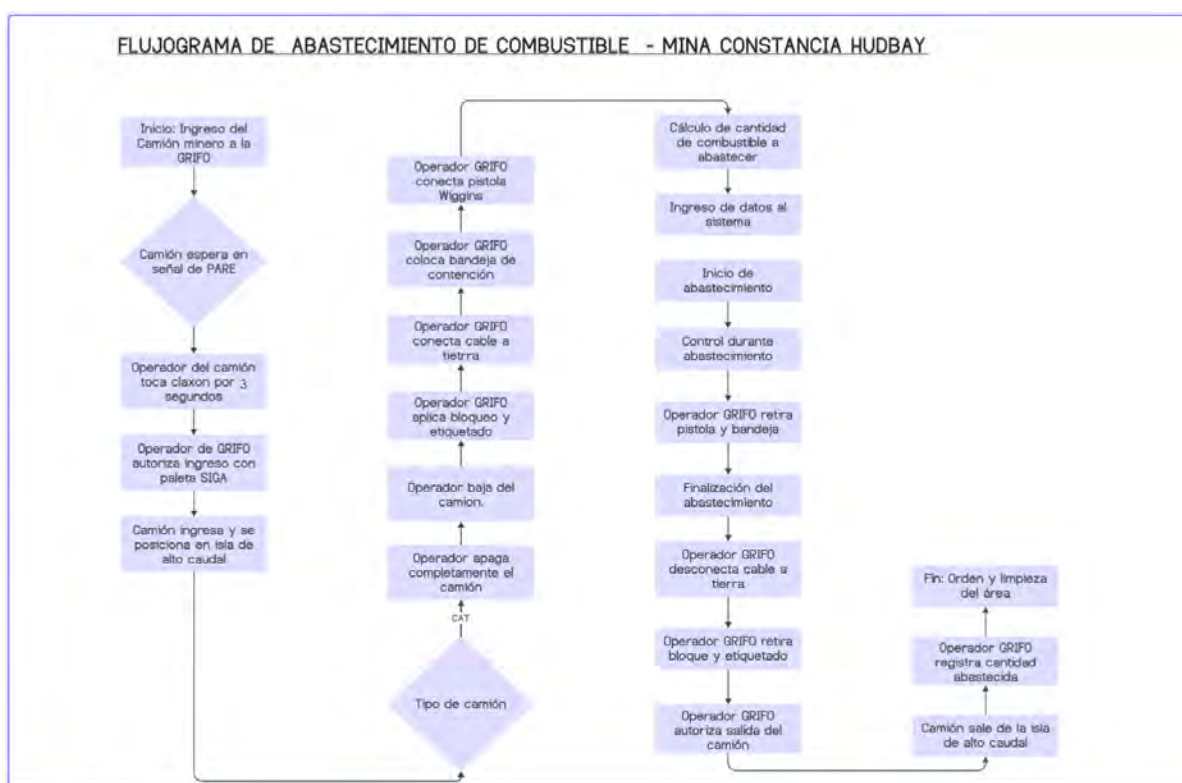 FLUJOGRAMA DE ABASTECIMIENTO DE COMBUSTIBLE - MINA CONSTANCIA HUDBAY
Inicio: Ingreso del
Camión minero a la
GRIFO
Camión espera en
señal de PARE
Operador del camión
toca claxon por 3
segundos
Operador de GRIFO
autoriza ingreso con
paleta SIGA
Camión ingresa y se
posiciona en isla de
alto caudal
Tipo de camión
CAT
Operador apaga
completamente el
camión
Operador baja del
camion.
Operador GRIFO
aplica bloqueo y
etiquetado
Operador GRIFO
conecta cable a
tietrra
Operador GRIFO
coloca bandeja de
contención
Operador GRIFO
conecta pistola
Wiggins
Cálculo de cantidad
de combustible a
abastecer
Ingreso de datos al
sistema
Inicio de
abastecimiento
Control durante
abastecimiento
Operador GRIFO retira
pistola y bandeja
Finalización del
abastecimiento
Operador GRIFO
desconecta cable a
tierra
Operador GRIFO retira
bloque y etiquetado
Operador GRIFO
autoriza salida del
camión
Camión sale de la isla
de alto caudal
Operador GRIFO
registra cantidad
abastecida
Fin: Orden y limpieza
del área